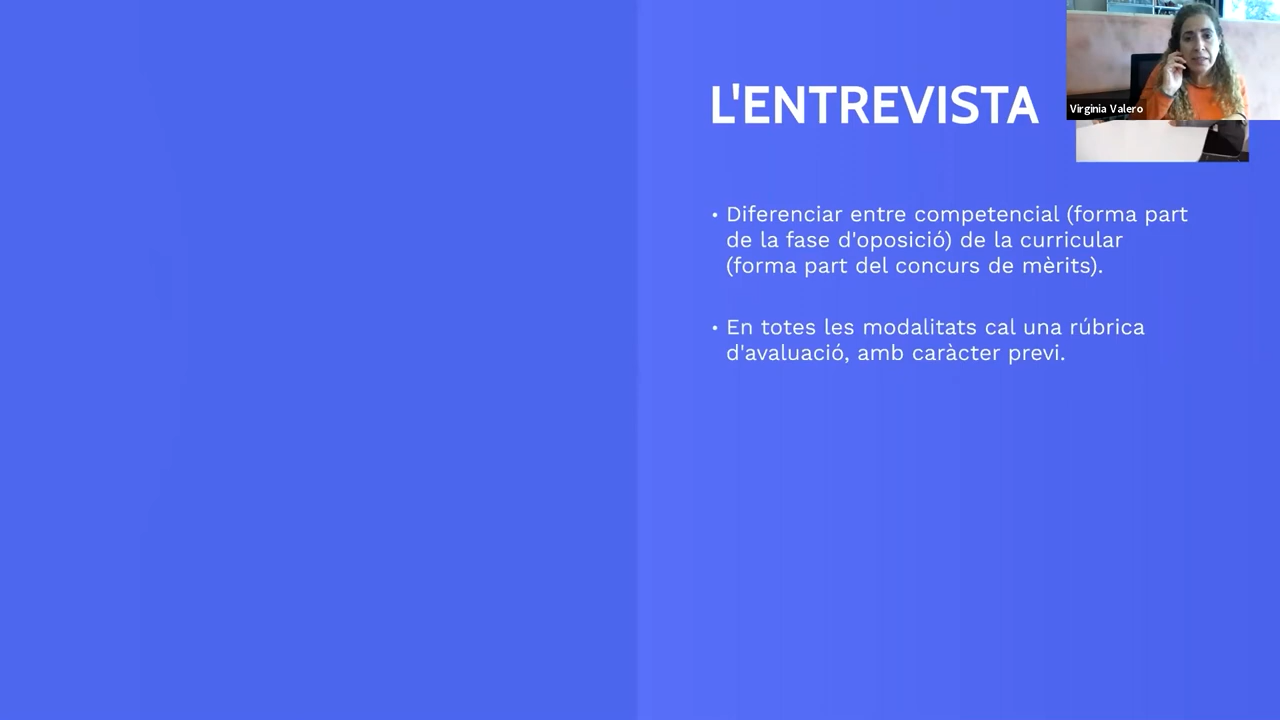 L'ENTREVISTA
Virginia Valero
• Diferenciar entre competencial (forma part
de la fase d'oposició) de la curricular
(forma part del concurs de mèrits).
• En totes les modalitats cal una rúbrica
d'avaluació, amb caràcter previ.